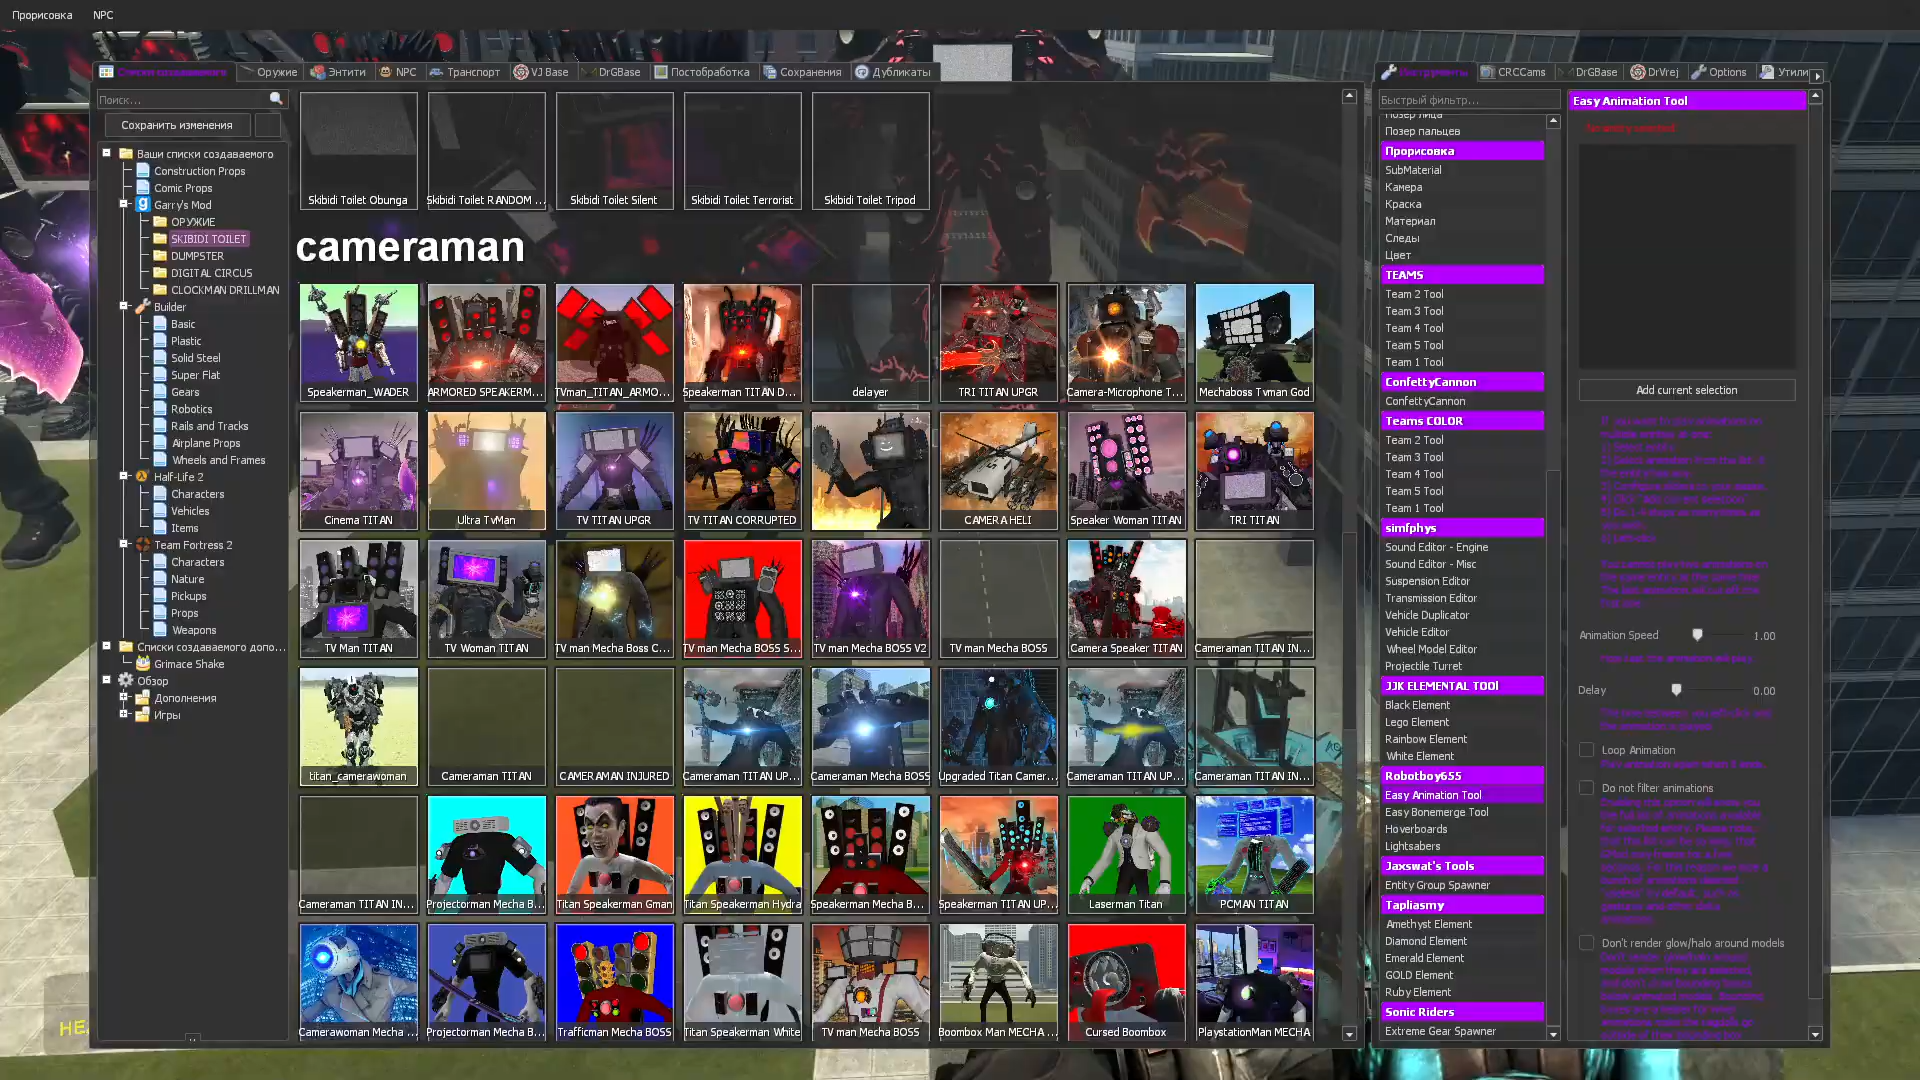 Прорисовка
NPC
Списки создаваемого
Оружие
Энтити
NPC
Транспорт
VJ Base
DrGBase
Постобработка
Сохранения
Дубликаты
Инструменты
CRCCams
DrGBase
DrVrej
Options
Утили
Поиск...
Сохранить изменения
Ваши списки создаваемого
Construction Props
Comic Props
Garry's Mod
ОРУЖИЕ
SKIBIDI TOILET
DUMPSTER
DIGITAL CIRCUS
CLOCKMAN DRILLMAN
Builder
Basic
Plastic
Solid Steel
Super Flat
Gears
Robotics
Rails and Tracks
Airplane Props
Wheels and Frames
Half-Life 2
Characters
Vehicles
Items
Team Fortress 2
Characters
Nature
Pickups
Props
Weapons
Списки создаваемого допо...
Grimace Shake
Обзор
Дополнения
Игры
Skibidi Toilet Obunga
Skibidi Toilet RANDOM ...
Skibidi Toilet Silent
Skibidi Toilet Terrorist
Skibidi Toilet Tripod
cameraman
Speakerman_WADER
ARMORED SPEAKERM...
TVman_TITAN_ARMO...
Speakerman TITAN D...
delayer
TRI TITAN UPGR
Camera-Microphone T...
Mechaboss Tvman God
Cinema TITAN
Ultra TvMan
TV TITAN UPGR
TV TITAN CORRUPTED
CAMERA HELI
Speaker Woman TITAN
TRI TITAN
TV Man TITAN
TV Woman TITAN
TV man Mecha Boss C...
TV man Mecha BOSS S...
TV man Mecha BOSS V2
TV man Mecha BOSS
Camera Speaker TITAN
Cameraman TITAN IN...
titan_camerawoman
Cameraman TITAN
CAMERAMAN INJURED
Cameraman TITAN UP...
Cameraman Mecha BOSS
Upgraded Titan Camer...
Cameraman TITAN UP...
Cameraman TITAN IN...
Cameraman TITAN IN...
Projectorman Mecha B...
Titan Speakerman Gman
Titan Speakerman Hydra
Speakerman Mecha B...
Speakerman TITAN UP...
Laserman Titan
PCMAN TITAN
Camerawoman Mecha ...
Projectorman Mecha B...
Trafficman Mecha BOSS
Titan Speakerman White
TV man Mecha BOSS
Boombox Man MECHA ...
Cursed Boombox
PlaystationMan MECHA
Быстрый фильтр...
Позер лица
Позер пальцев
Прорисовка
SubMaterial
Камера
Краска
Материал
Следы
Цвет
TEAMS
Team 2 Tool
Team 3 Tool
Team 4 Tool
Team 5 Tool
Team 1 Tool
ConfettyCannon
ConfettyCannon
Teams COLOR
Team 2 Tool
Team 3 Tool
Team 4 Tool
Team 5 Tool
Team 1 Tool
simfphys
Sound Editor - Engine
Sound Editor - Misc
Suspension Editor
Transmission Editor
Vehicle Duplicator
Vehicle Editor
Wheel Model Editor
Projectile Turret
JJK ELEMENTAL TOOl
Black Element
Lego Element
Rainbow Element
White Element
Robotboy655
Easy Animation Tool
Easy Bonemerge Tool
Hoverboards
Lightsabers
Jaxswat's Tools
Entity Group Spawner
Tapliasmy
Amethyst Element
Diamond Element
Emerald Element
GOLD Element
Ruby Element
Sonic Riders
Extreme Gear Spawner
Easy Animation Tool
No entity selected
Add current selection
Animation Speed
1.00
Delay
0.00
Loop Animation
Do not filter animations
Don't render glow/halo around models